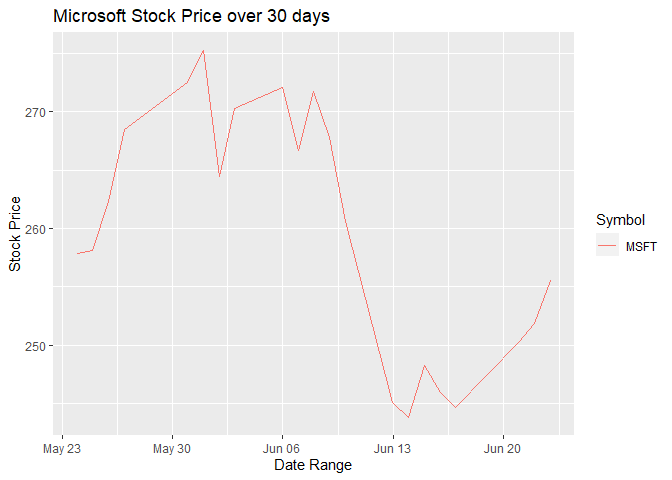 Microsoft Stock Price over 30 days
270
260
250
Stock Price
May 23
May 30
Jun 06
Jun 13
Jun 20
Date Range
Symbol
MSFT